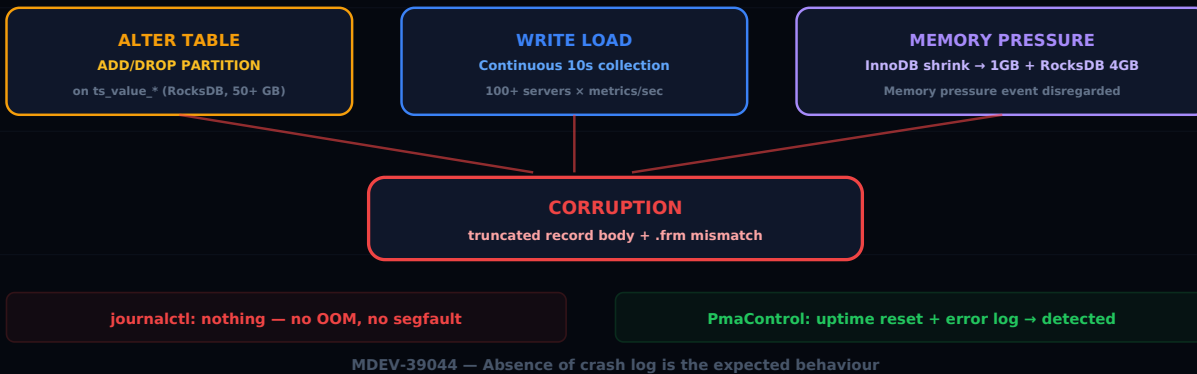 ALTER TABLE
ADD/DROP PARTITION
on ts_value_* (RocksDB, 50+ GB)
WRITE LOAD
Continuous 10s collection
100+ servers × metrics/sec
MEMORY PRESSURE
InnoDB shrink → 1GB + RocksDB 4GB
Memory pressure event disregarded
CORRUPTION
truncated record body + .frm mismatch
journalctl: nothing — no OOM, no segfault
PmaControl: uptime reset + error log → detected
MDEV-39044 — Absence of crash log is the expected behaviour